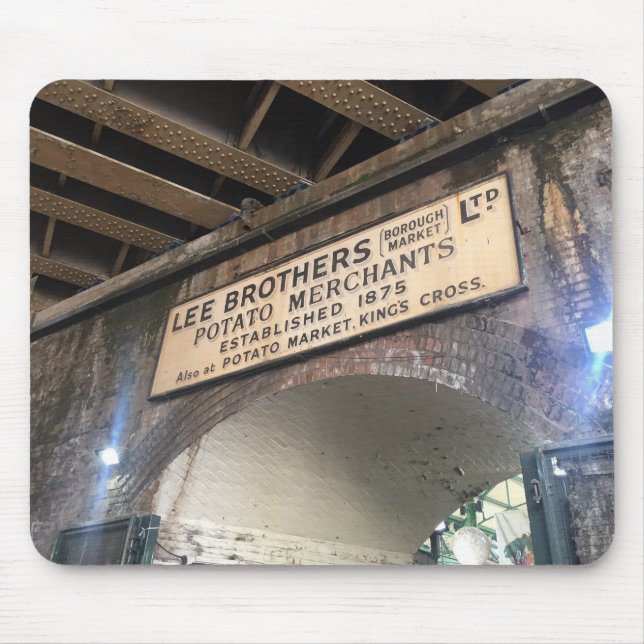 LEE BROTHERS (BOROUGH MARKET) LTD
POTATO MERCHANTS
ESTABLISHED 1875
Also at POTATO MARKET, KING'S CROSS.